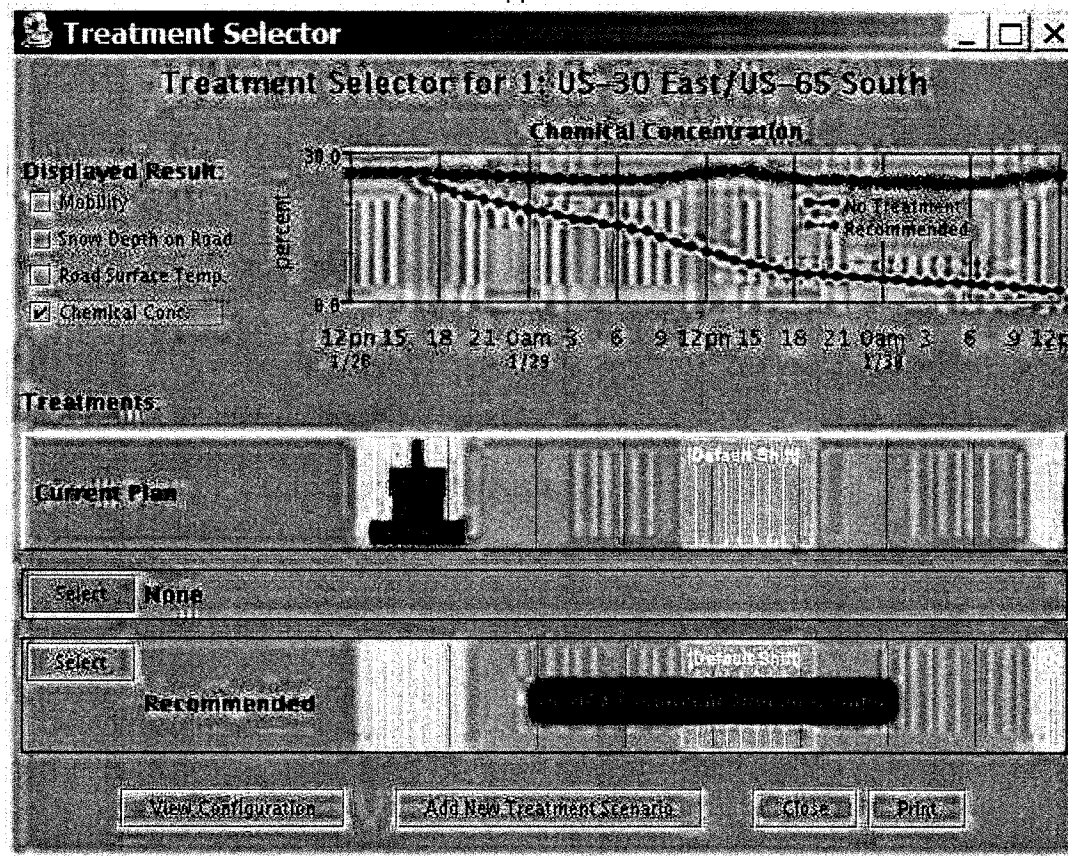 Treatment Selector
Treatment Selector for 1: US-30 East/US-65 South
Chemical Concentration
Displayed Result:
Mobility
Snow Depth on Road
Road Surface Temp.
Chemical Conc.
percent
30.0
0.0
No Treatment
Recommended
12pm 15 18 21 0am 3 6 9 12pm 15 18 21 0am 3 6 9 12p
1/28 1/29 1/30
Treatments:
Current Plan
Default Shift
Select None
Select
Default Shift
Recommended
View Configuration Add New Treatment Scenario Close Print